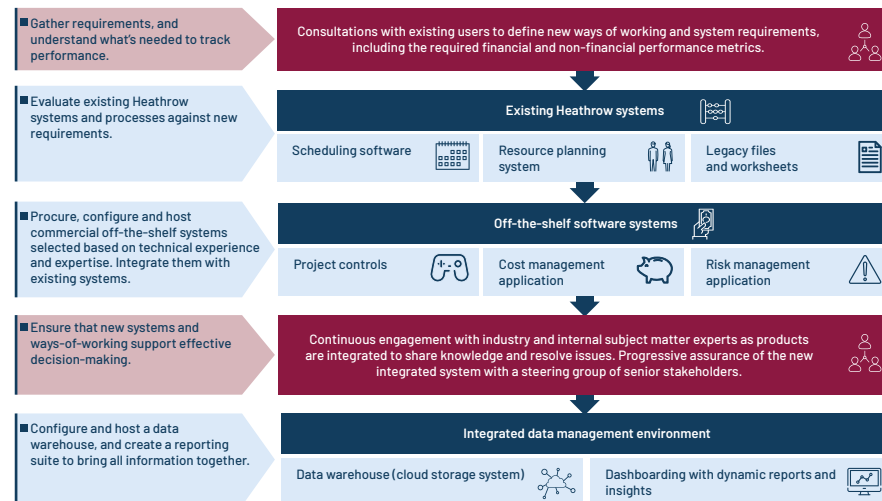 Gather requirements, and
understand what's needed to track
performance.
Consultations with existing users to define new ways of working and system requirements,
including the required financial and non-financial performance metrics.
Evaluate existing Heathrow
systems and processes against new
requirements.
Existing Heathrow systems
Scheduling software
Resource planning
system
Legacy files
and worksheets
Procure, configure and host
commercial off-the-shelf systems
selected based on technical experience
and expertise. Integrate them with
existing systems.
Off-the-shelf software systems
Project controls
Cost management
application
Risk management
application
Ensure that new systems and
ways-of-working support effective
decision-making.
Continuous engagement with industry and internal subject matter experts as products
are integrated to share knowledge and resolve issues. Progressive assurance of the new
integrated system with a steering group of senior stakeholders.
Configure and host a data
warehouse, and create a reporting
suite to bring all information together.
Integrated data management environment
Data warehouse (cloud storage system)
Dashboarding with dynamic reports and
insights